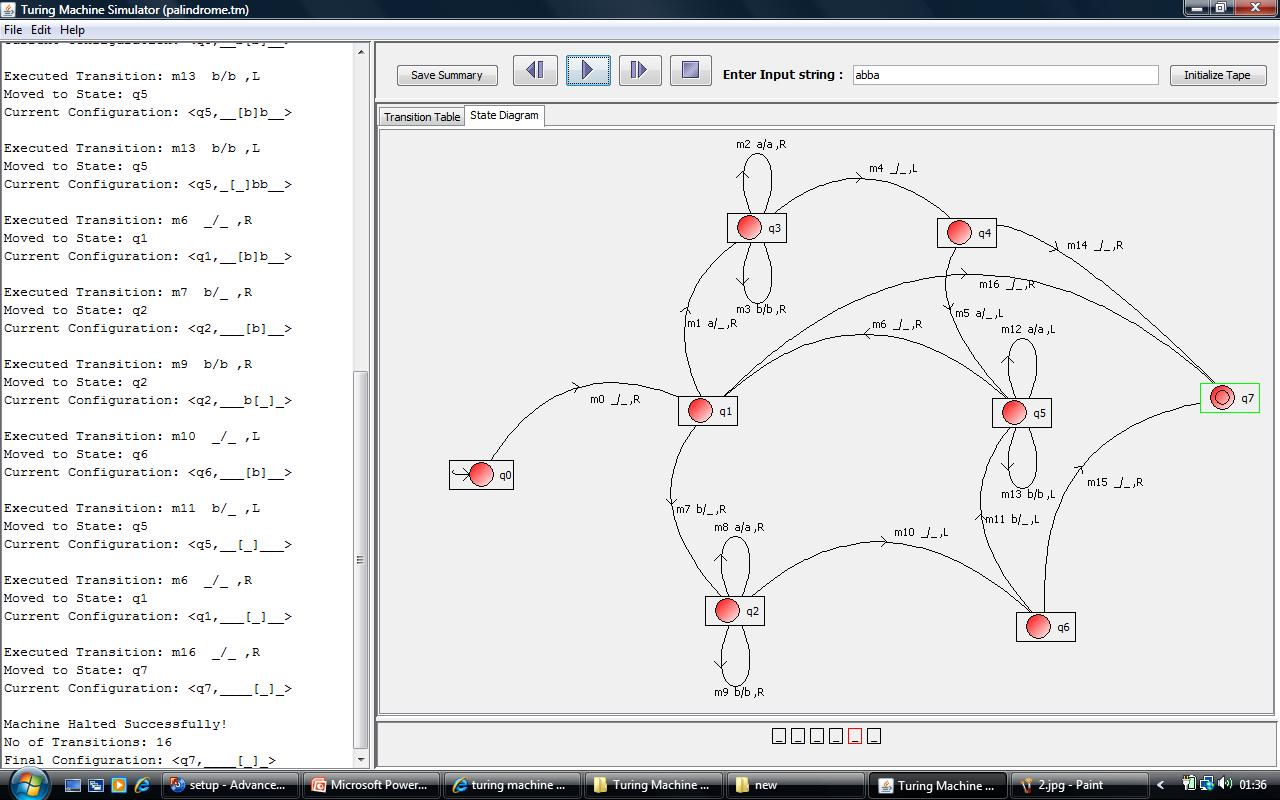 Turing Machine Simulator (palindrome.tm)
File Edit Help
Executed Transition: m13 b/b ,L
Moved to State: q5
Current Configuration: <q5,__[b]b__>
Executed Transition: m13 b/b ,L
Moved to State: q5
Current Configuration: <q5,_[_]bb__>
Executed Transition: m6 _/_ ,R
Moved to State: q1
Current Configuration: <q1,__[b]b__>
Executed Transition: m7 b/_ ,R
Moved to State: q2
Current Configuration: <q2,___[b]__>
Executed Transition: m9 b/b ,R
Moved to State: q2
Current Configuration: <q2,___b[_]_>
Executed Transition: m10 _/_ ,L
Moved to State: q6
Current Configuration: <q6,___[b]__>
Executed Transition: m11 b/_ ,L
Moved to State: q5
Current Configuration: <q5,__[_]___>
Executed Transition: m6 _/_ ,R
Moved to State: q1
Current Configuration: <q1,___[_]__>
Executed Transition: m16 _/_ ,R
Moved to State: q7
Current Configuration: <q7,____[_]_>
Machine Halted Successfully!
No of Transitions: 16
Final Configuration: <q7,____[_]_>
Save Summary
Enter Input string :
abba
Initialize Tape
Transition Table
State Diagram
m2 a/a ,R
m4 _/_ ,L
q3
q4
m14 _/_ ,R
m16 _/_ ,R
m3 b/b ,R
m1 a/_ ,R
m6 _/_ ,R
m5 a/_ ,L
m12 a/a ,L
m0 _/_ ,R
q1
q5
q7
q0
m15 _/_ ,R
m13 b/b ,L
m7 b/_ ,R
m11 b/_ ,L
m8 a/a ,R
m10 _/_ ,L
q2
q6
m9 b/b ,R
_ _ _ _ _ _
setup - Advance...
Microsoft Power...
turing machine ...
Turing Machine ...
new
Turing Machine ...
2.jpg - Paint
01:36